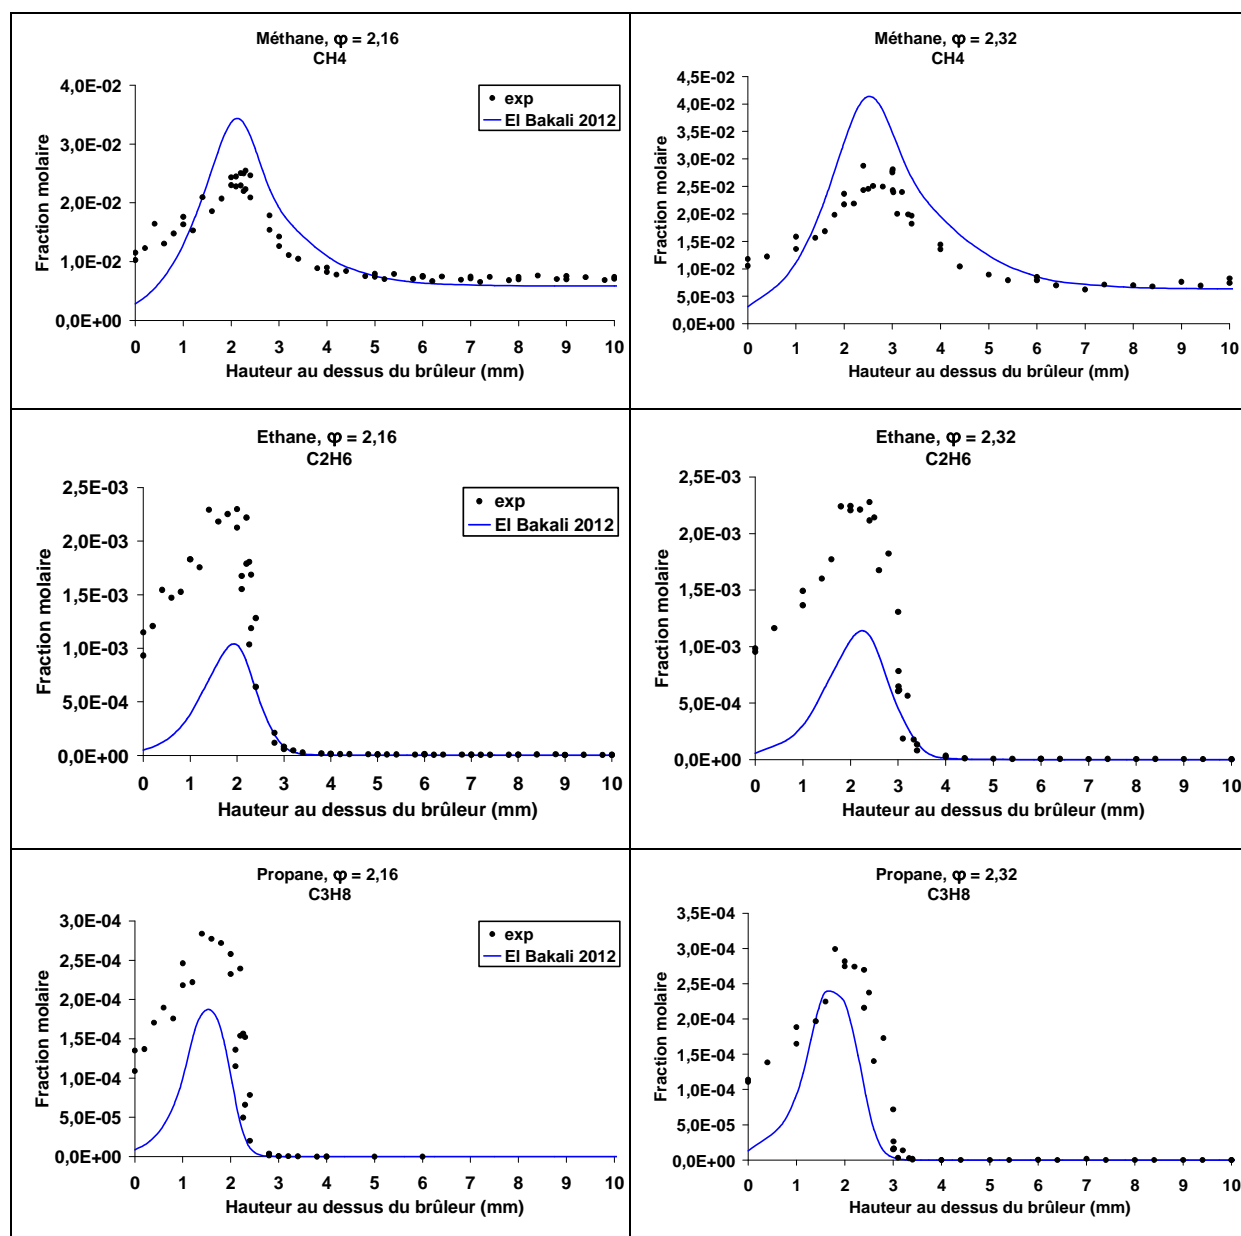 Méthane, φ = 2,16
CH4
4,0E-02
3,0E-02
2,0E-02
1,0E-02
0,0E+00
Fraction molaire
exp
El Bakali 2012
0 1 2 3 4 5 6 7 8 9 10
Hauteur au dessus du brûleur (mm)
Méthane, φ = 2,32
CH4
4,5E-02
4,0E-02
3,5E-02
3,0E-02
2,5E-02
2,0E-02
1,5E-02
1,0E-02
5,0E-03
0,0E+00
Fraction molaire
0 1 2 3 4 5 6 7 8 9 10
Hauteur au dessus du brûleur (mm)
Ethane, φ = 2,16
C2H6
2,5E-03
2,0E-03
1,5E-03
1,0E-03
5,0E-04
0,0E+00
Fraction molaire
exp
El Bakali 2012
0 1 2 3 4 5 6 7 8 9 10
Hauteur au dessus du brûleur (mm)
Ethane, φ = 2,32
C2H6
2,5E-03
2,0E-03
1,5E-03
1,0E-03
5,0E-04
0,0E+00
Fraction molaire
0 1 2 3 4 5 6 7 8 9 10
Hauteur au dessus du brûleur (mm)
Propane, φ = 2,16
C3H8
3,0E-04
2,5E-04
2,0E-04
1,5E-04
1,0E-04
5,0E-05
0,0E+00
Fraction molaire
exp
El Bakali 2012
0 1 2 3 4 5 6 7 8 9 10
Hauteur au dessus du brûleur (mm)
Propane, φ = 2,32
C3H8
3,5E-04
3,0E-04
2,5E-04
2,0E-04
1,5E-04
1,0E-04
5,0E-05
0,0E+00
Fraction molaire
0 1 2 3 4 5 6 7 8 9 10
Hauteur au dessus du brûleur (mm)